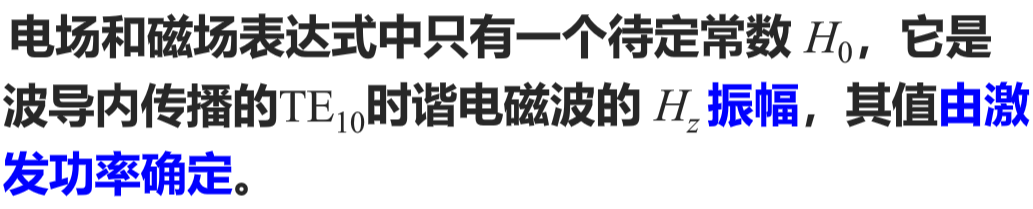 电场和磁场表达式中只有一个待定常数 H₀，它是
波导内传播的TE₁₀时谐电磁波的 H_z 振幅，其值由激
发功率确定。